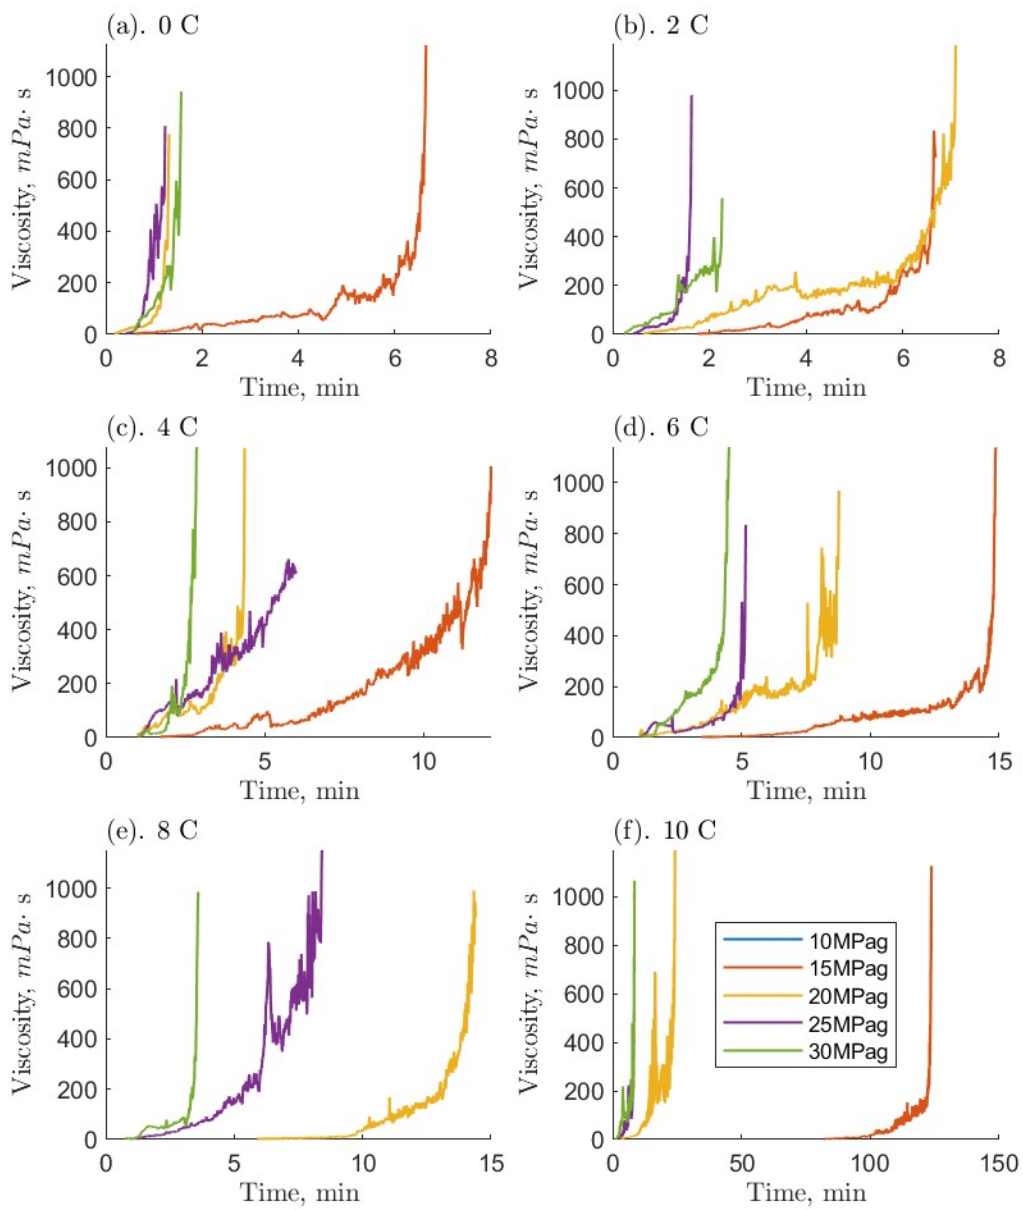 (a). 0 C
(b). 2 C
Viscosity, mPa· s
1000
800
600
400
200
0
0 2 4 6 8
Time, min
Viscosity, mPa· s
1000
800
600
400
200
0
0 2 4 6 8
Time, min
(c). 4 C
(d). 6 C
Viscosity, mPa· s
1000
800
600
400
200
0
0 5 10
Time, min
Viscosity, mPa· s
1000
800
600
400
200
0
0 5 10 15
Time, min
(e). 8 C
(f). 10 C
Viscosity, mPa· s
1000
800
600
400
200
0
0 5 10 15
Time, min
Viscosity, mPa· s
1000
800
600
400
200
0
0 50 100 150
Time, min
10MPag
15MPag
20MPag
25MPag
30MPag